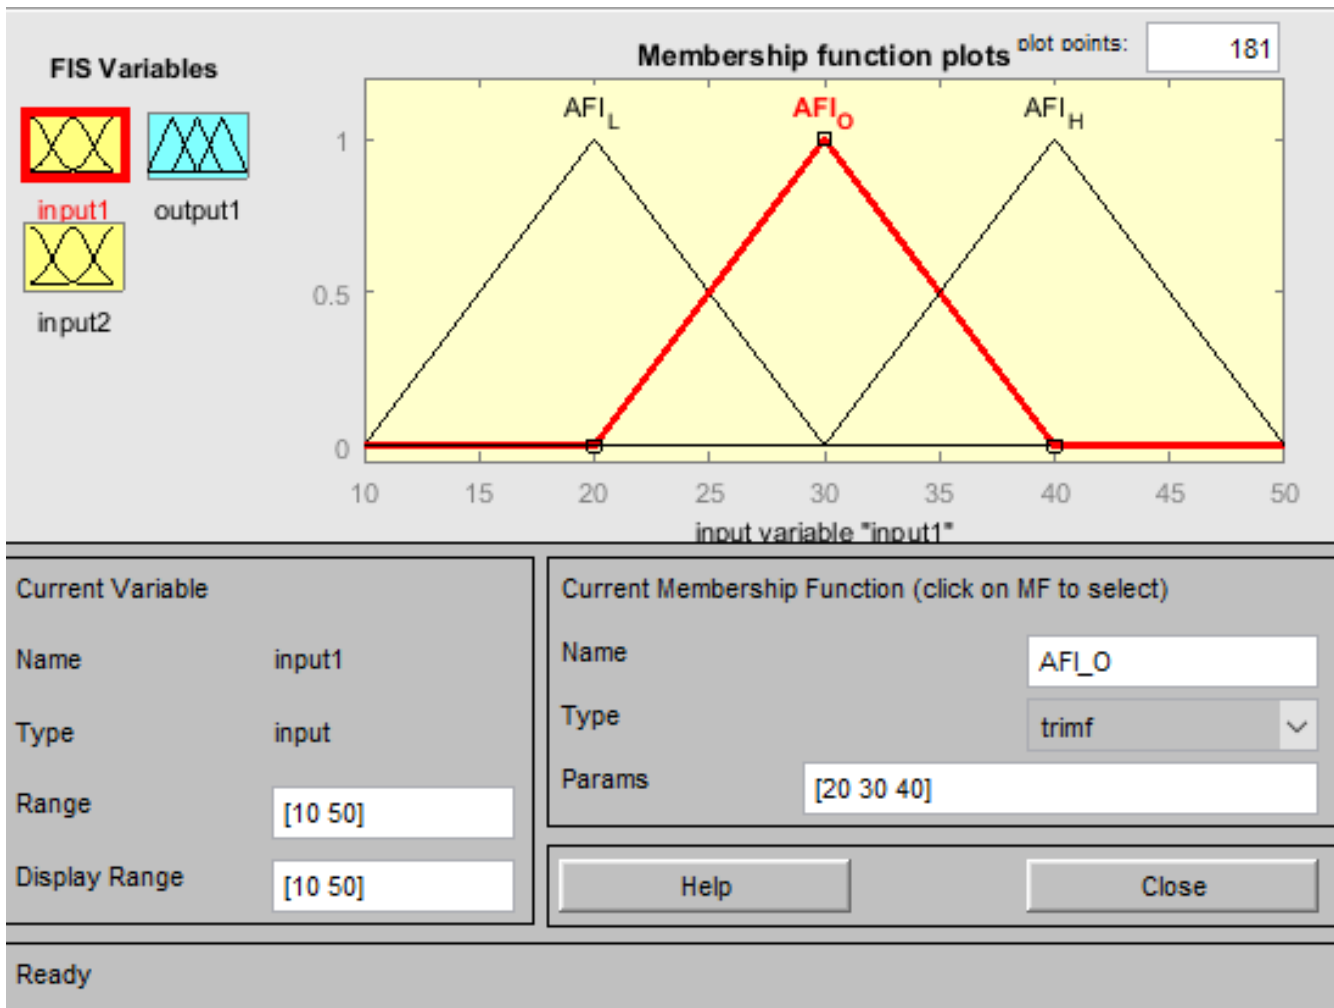 FIS Variables
Membership function plots
plot points:
181
input1
output1
input2
AFI_L
AFI_O
AFI_H
1
0.5
0
10 15 20 25 30 35 40 45 50
input variable "input1"
Current Variable
Name input1
Type input
Range [10 50]
Display Range [10 50]
Current Membership Function (click on MF to select)
Name AFI_O
Type trimf
Params [20 30 40]
Help
Close
Ready